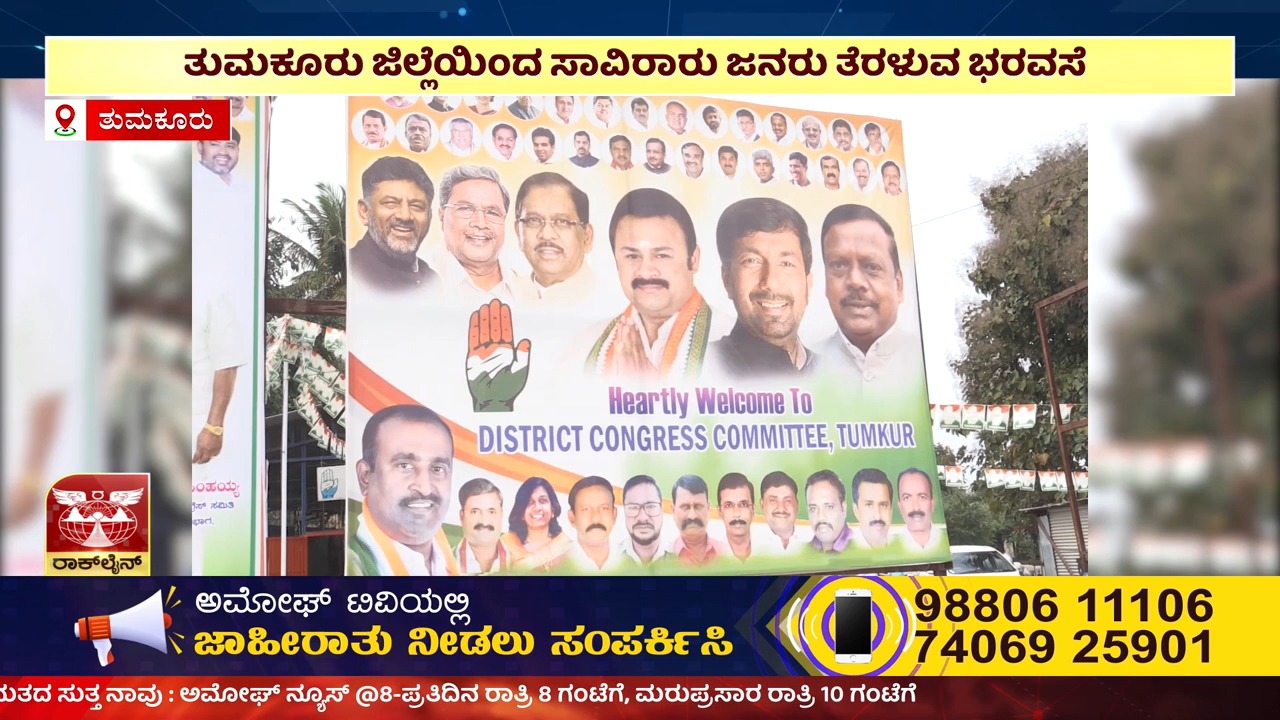 ತುಮಕೂರು ಜಿಲ್ಲೆಯಿಂದ ಸಾವಿರಾರು ಜನರು ತೆರಳುವ ಭರವಸೆ
ತುಮಕೂರು
Heartly Welcome To
DISTRICT CONGRESS COMMITTEE, TUMKUR
ರಾಕ್‌ಲೈನ್
ಅಮೋಘ್ ಟಿವಿಯಲ್ಲಿ
ಜಾಹೀರಾತು ನೀಡಲು ಸಂಪರ್ಕಿಸಿ
98806 11106
74069 25901
ಸುತ್ತ ನಾವು : ಅಮೋಘ್ ನ್ಯೂಸ್ @8-ಪ್ರತಿದಿನ ರಾತ್ರಿ 8 ಗಂಟೆಗೆ, ಮರುಪ್ರಸಾರ ರಾತ್ರಿ 10 ಗಂಟೆಗೆ